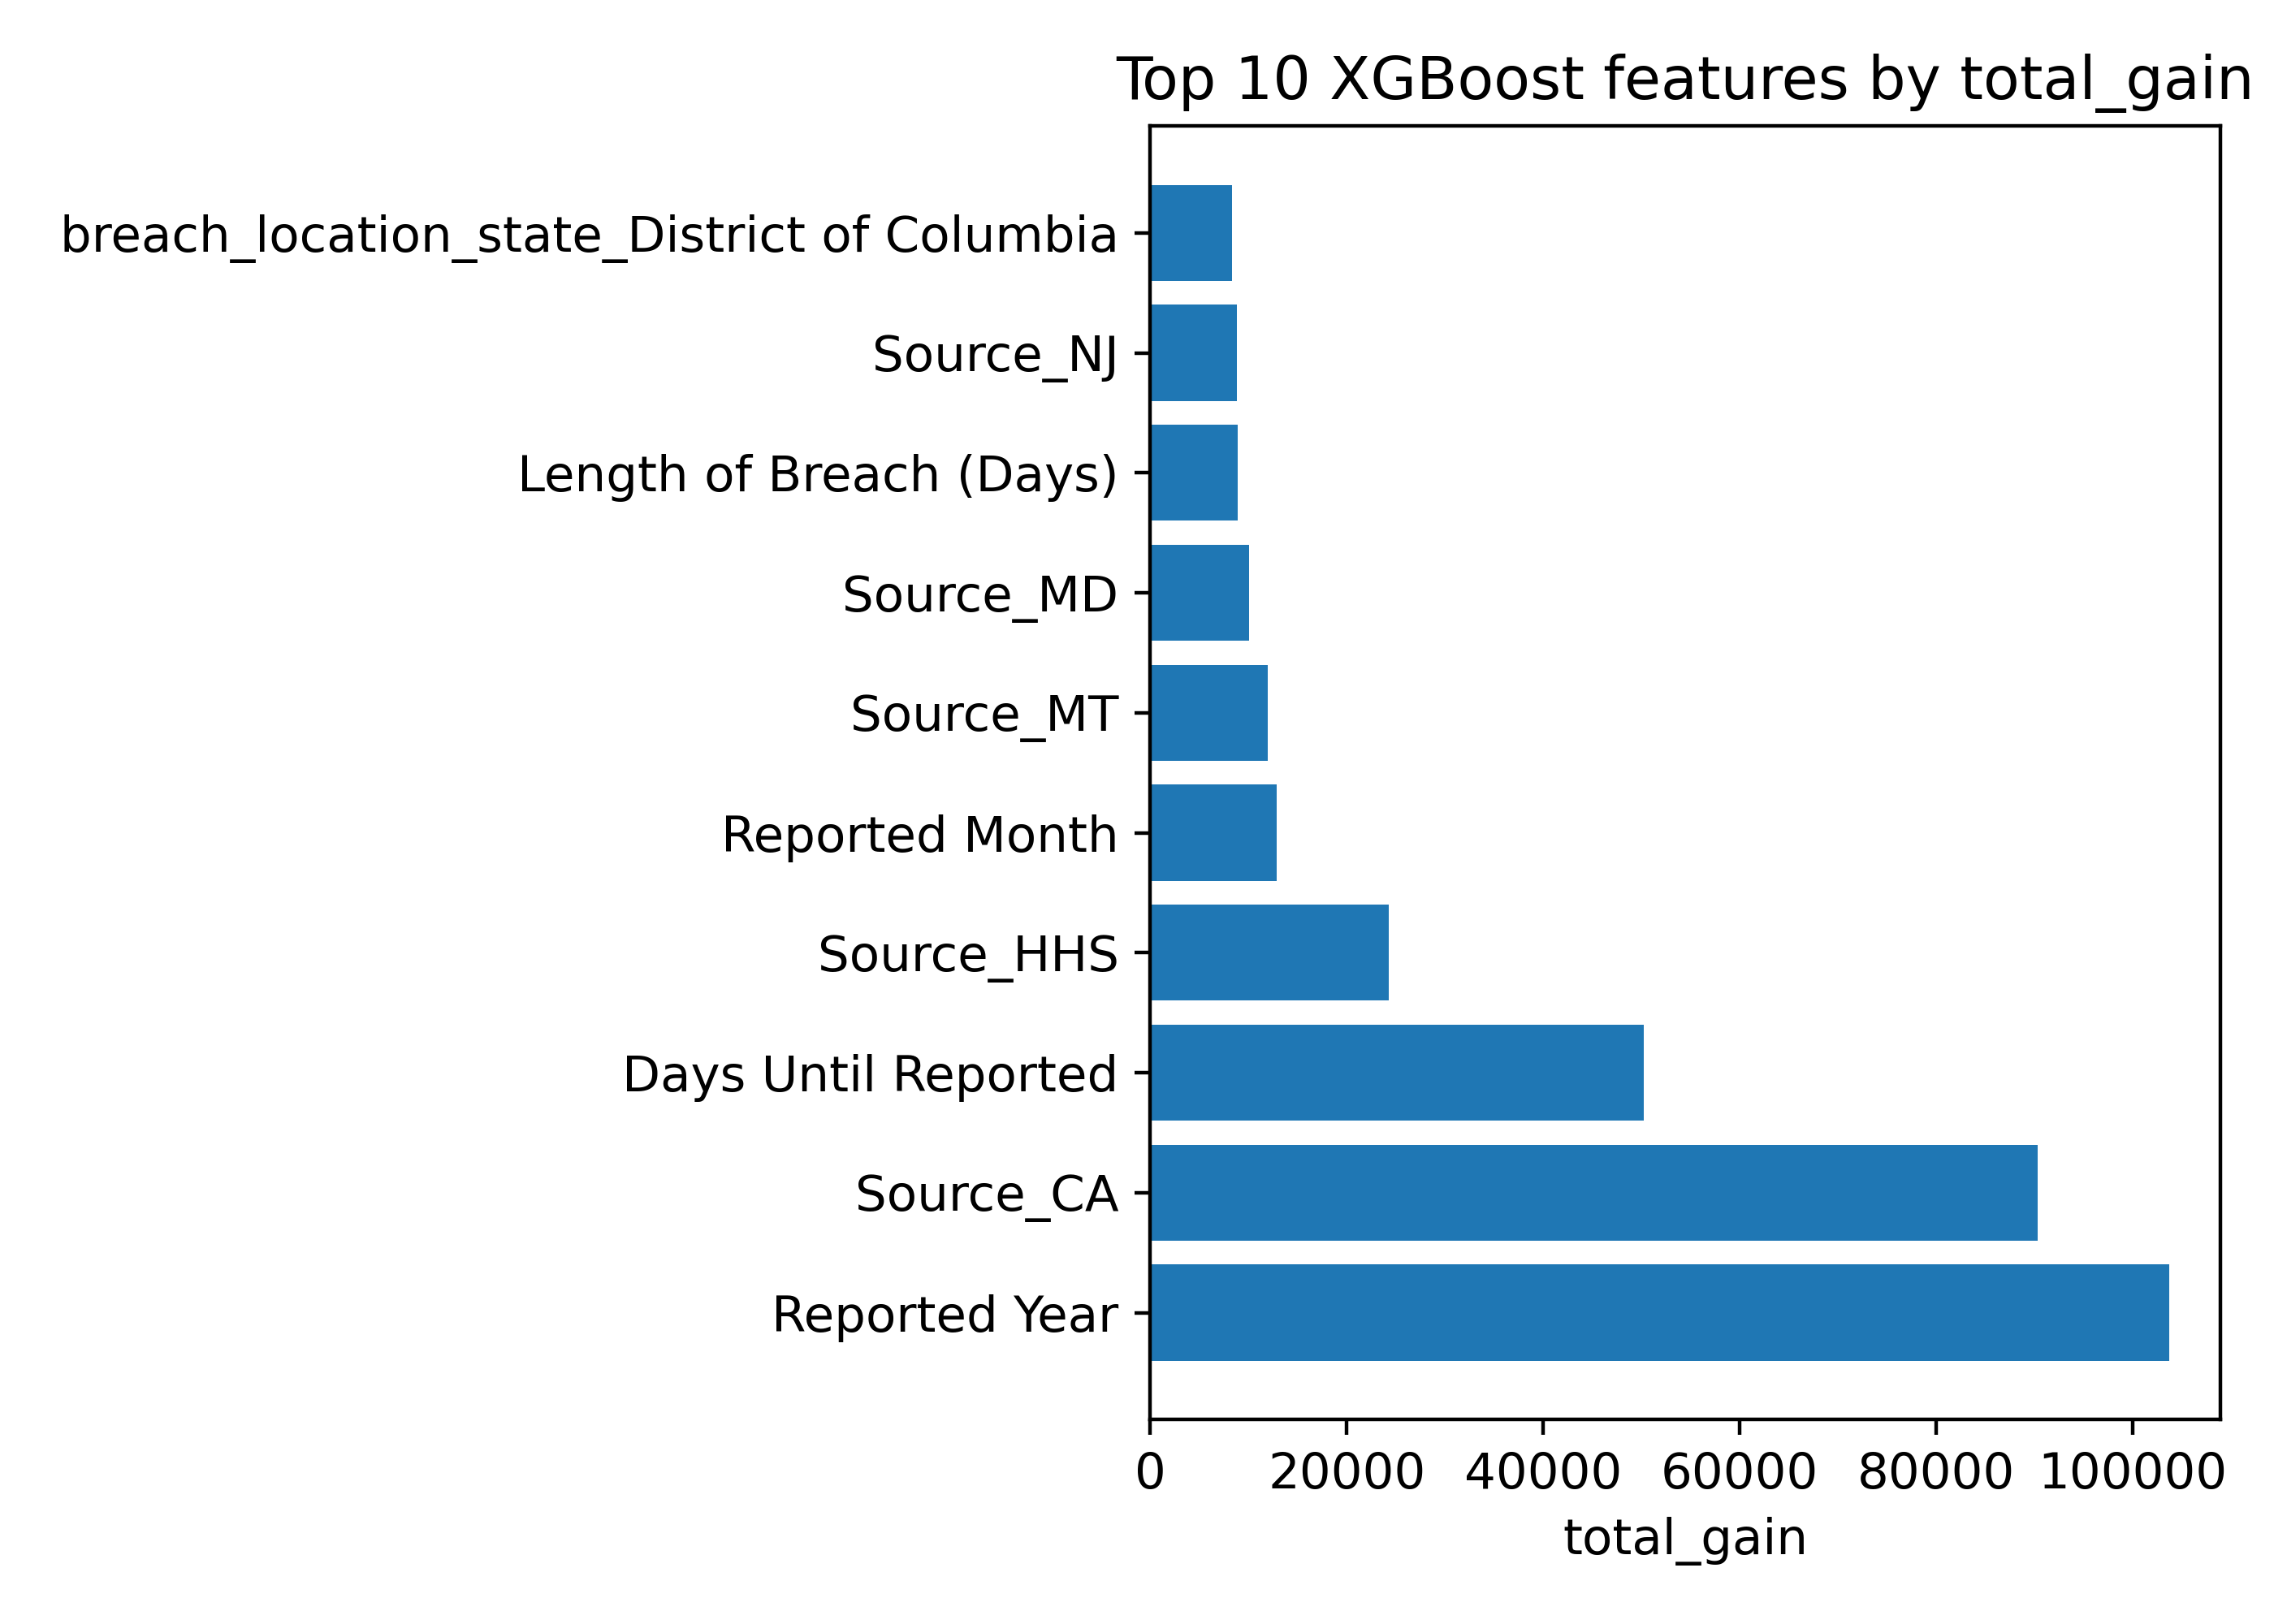 Top 10 XGBoost features by total_gain
breach_location_state_District of Columbia
Source_NJ
Length of Breach (Days)
Source_MD
Source_MT
Reported Month
Source_HHS
Days Until Reported
Source_CA
Reported Year
0 20000 40000 60000 80000 100000
total_gain